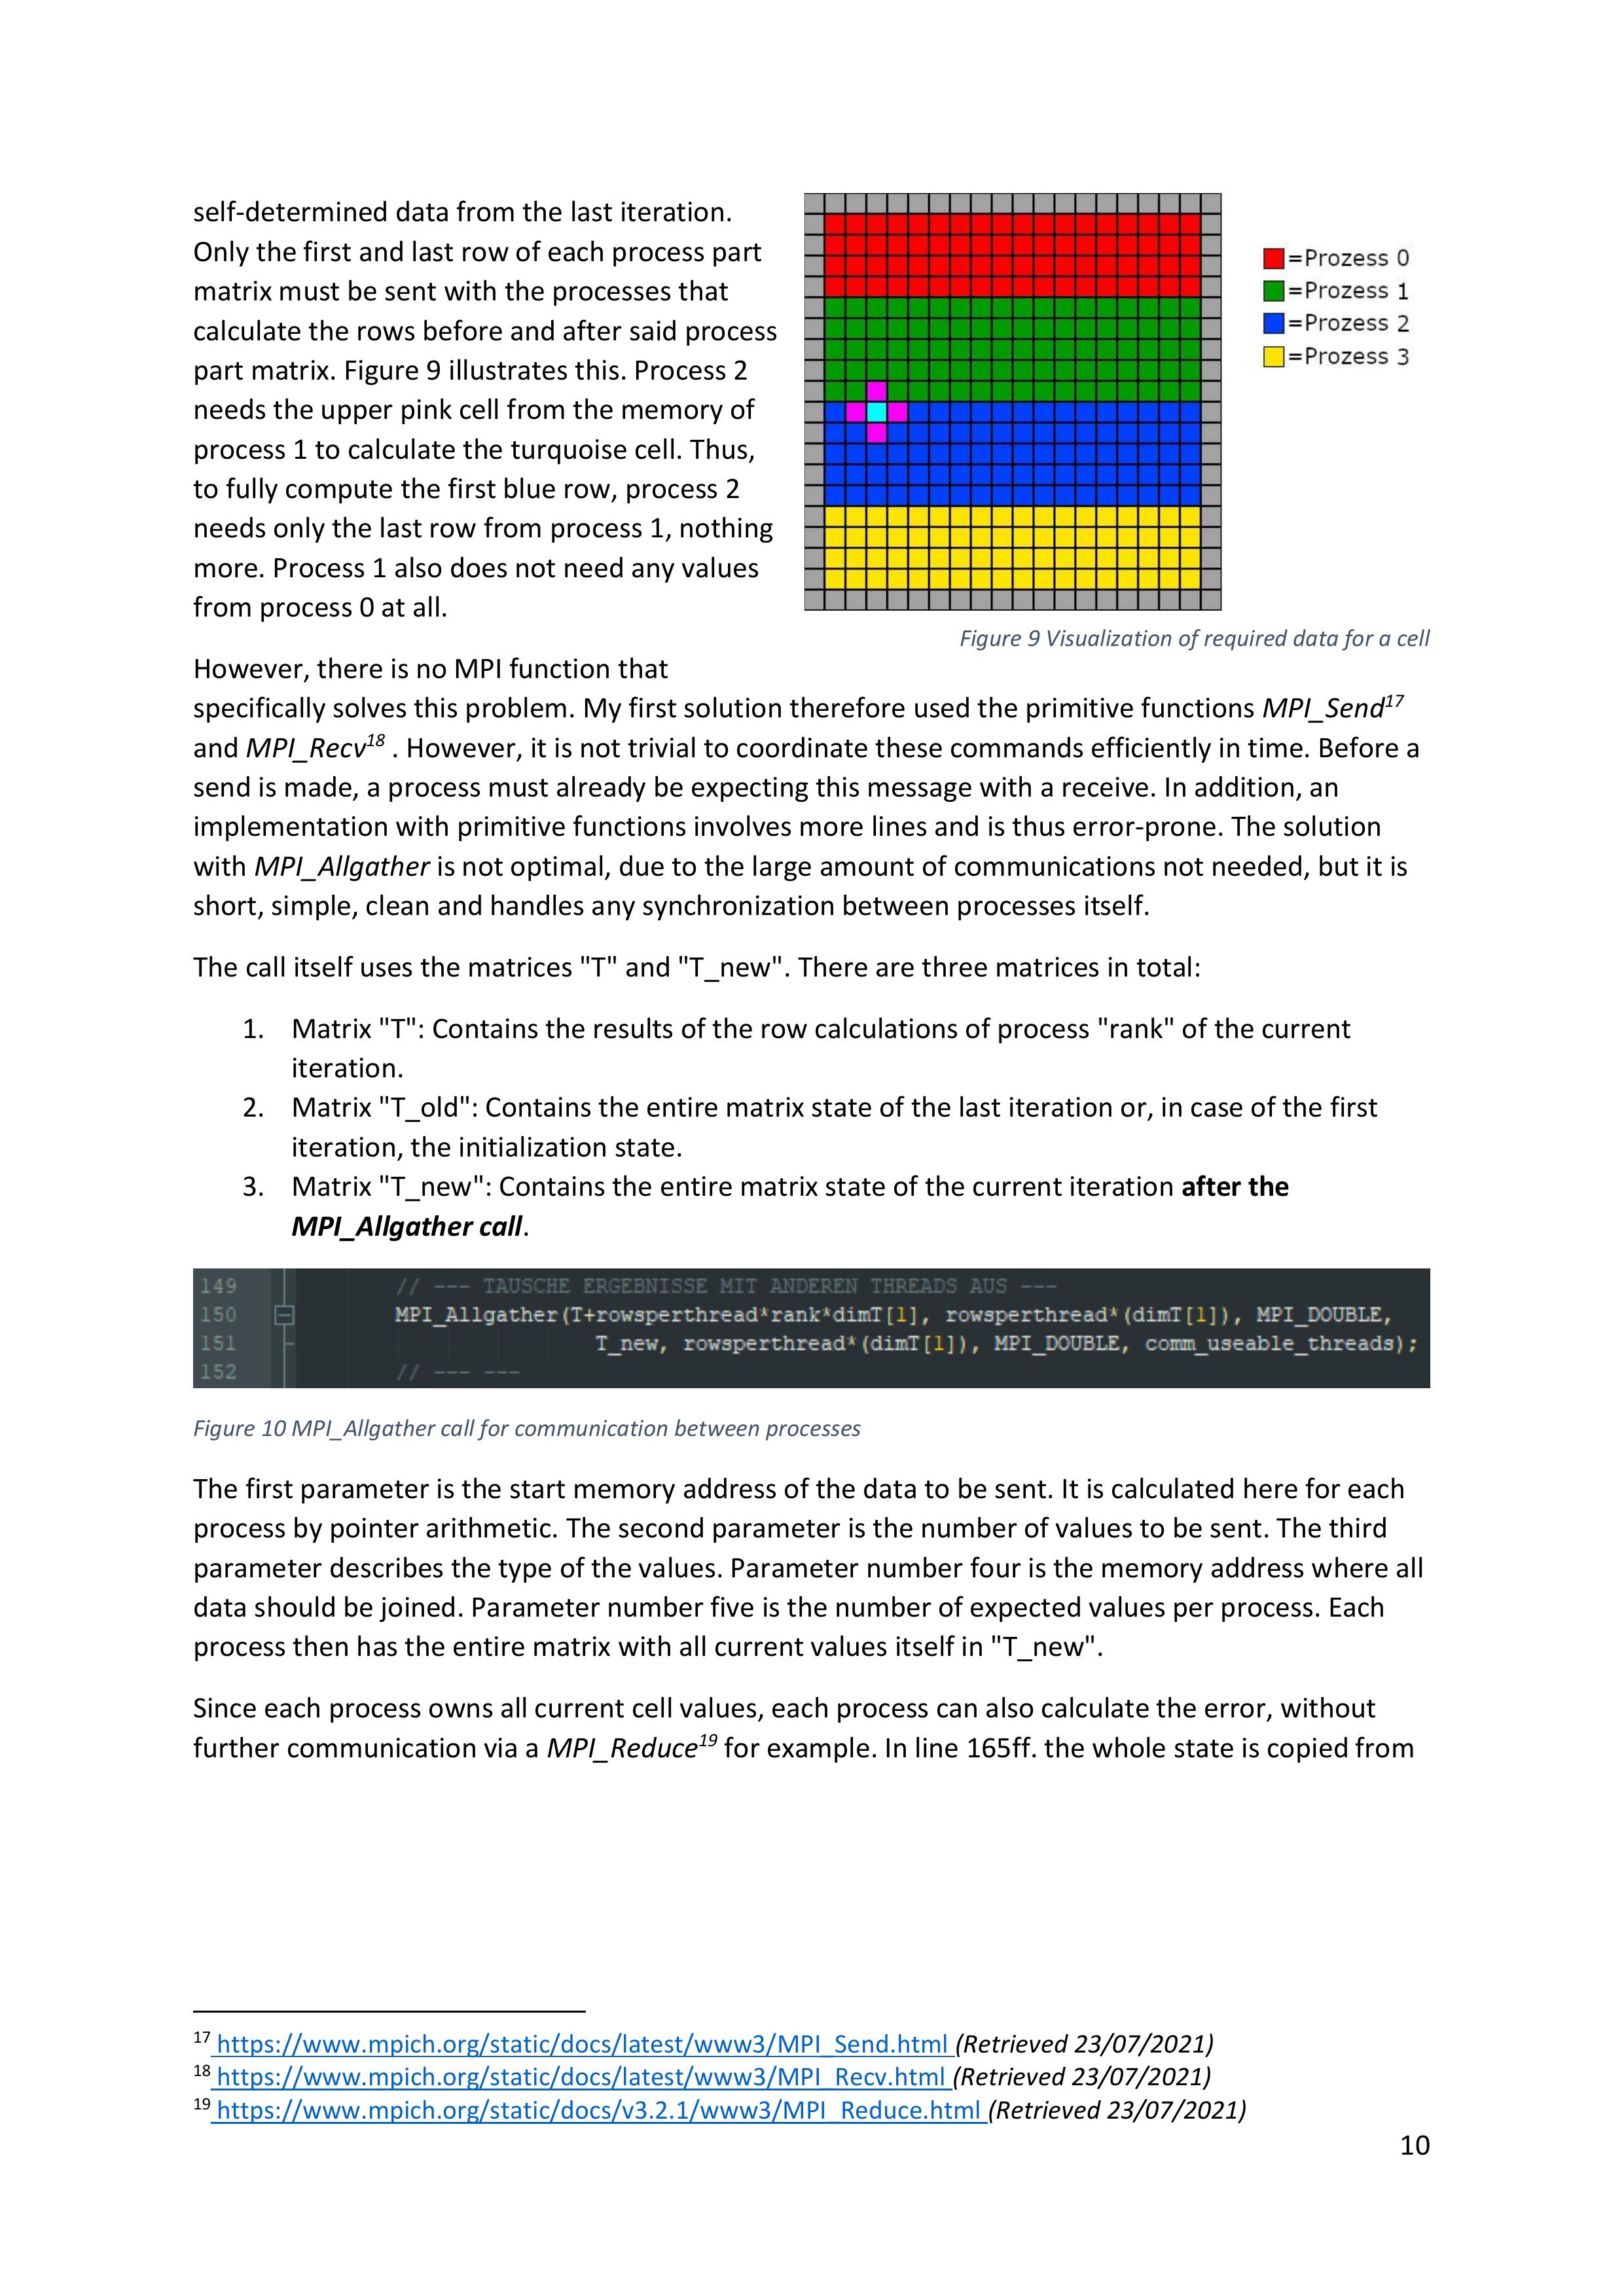 self-determined data from the last iteration.
Only the first and last row of each process part
matrix must be sent with the processes that
calculate the rows before and after said process
part matrix. Figure 9 illustrates this. Process 2
needs the upper pink cell from the memory of
process 1 to calculate the turquoise cell. Thus,
to fully compute the first blue row, process 2
needs only the last row from process 1, nothing
more. Process 1 also does not need any values
from process 0 at all.
=Prozess 0
=Prozess 1
=Prozess 2
=Prozess 3
Figure 9 Visualization of required data for a cell
However, there is no MPI function that
specifically solves this problem. My first solution therefore used the primitive functions MPI_Send17
and MPI_Recv18 . However, it is not trivial to coordinate these commands efficiently in time. Before a
send is made, a process must already be expecting this message with a receive. In addition, an
implementation with primitive functions involves more lines and is thus error-prone. The solution
with MPI_Allgather is not optimal, due to the large amount of communications not needed, but it is
short, simple, clean and handles any synchronization between processes itself.
The call itself uses the matrices "T" and "T_new". There are three matrices in total:
1. Matrix "T": Contains the results of the row calculations of process "rank" of the current
iteration.
2. Matrix "T_old": Contains the entire matrix state of the last iteration or, in case of the first
iteration, the initialization state.
3. Matrix "T_new": Contains the entire matrix state of the current iteration after the
MPI_Allgather call.
149 // --- TAUSCHE ERGEBNISSE MIT ANDEREN THREADS AUS ---
150 MPI_Allgather(T+rowsperthread*rank*dimT[1], rowsperthread*(dimT[1]), MPI_DOUBLE,
151 T_new, rowsperthread*(dimT[1]), MPI_DOUBLE, comm_useable_threads);
152 // --- ---
Figure 10 MPI_Allgather call for communication between processes
The first parameter is the start memory address of the data to be sent. It is calculated here for each
process by pointer arithmetic. The second parameter is the number of values to be sent. The third
parameter describes the type of the values. Parameter number four is the memory address where all
data should be joined. Parameter number five is the number of expected values per process. Each
process then has the entire matrix with all current values itself in "T_new".
Since each process owns all current cell values, each process can also calculate the error, without
further communication via a MPI_Reduce19 for example. In line 165ff. the whole state is copied from
17 https://www.mpich.org/static/docs/latest/www3/MPI_Send.html (Retrieved 23/07/2021)
18 https://www.mpich.org/static/docs/latest/www3/MPI_Recv.html (Retrieved 23/07/2021)
19 https://www.mpich.org/static/docs/v3.2.1/www3/MPI_Reduce.html (Retrieved 23/07/2021)
10